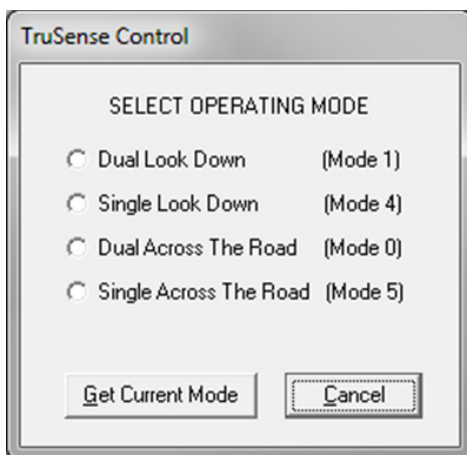 TruSense Control
SELECT OPERATING MODE
Dual Look Down (Mode 1)
Single Look Down (Mode 4)
Dual Across The Road (Mode 0)
Single Across The Road (Mode 5)
Get Current Mode Cancel